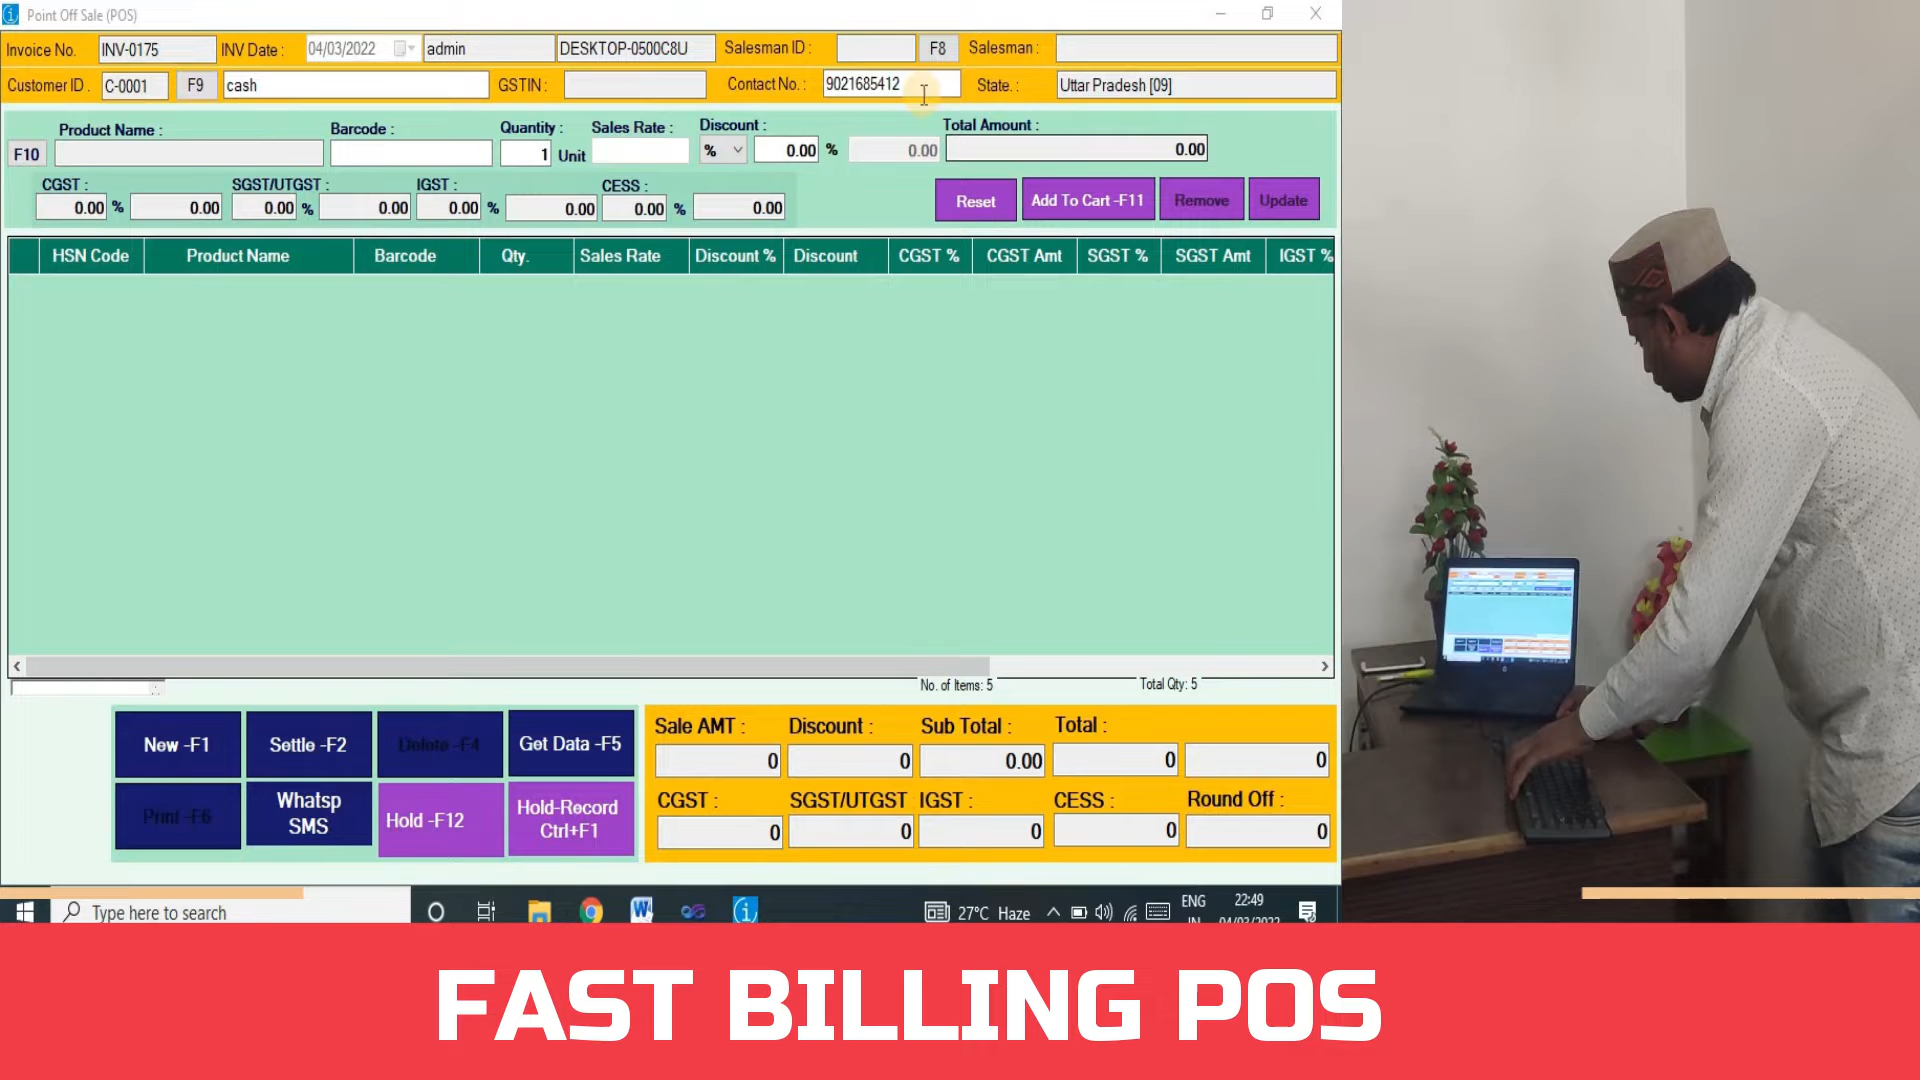 Point Off Sale (POS)
Invoice No. INV-0175 INV Date : 04/03/2022 admin DESKTOP-0500C8U Salesman ID : F8 Salesman :
Customer ID . C-0001 F9 cash GSTIN : Contact No. : 9021685412 State. : Uttar Pradesh [09]
Product Name : Barcode : Quantity : Sales Rate : Discount : Total Amount :
F10 1 Unit % 0.00 % 0.00 0.00
CGST : SGST/UTGST : IGST : CESS :
0.00 % 0.00 0.00 % 0.00 0.00 % 0.00 0.00 % 0.00 Reset Add To Cart -F11 Remove Update
HSN Code Product Name Barcode Qty. Sales Rate Discount % Discount CGST % CGST Amt SGST % SGST Amt IGST %
No. of Items: 5 Total Qty: 5
New -F1 Settle -F2 Delete -F4 Get Data -F5
Print -F6 Whatsp SMS Hold -F12 Hold-Record Ctrl+F1
Sale AMT : Discount : Sub Total : Total :
0 0 0.00 0 0
CGST : SGST/UTGST IGST : CESS : Round Off :
0 0 0 0 0
Type here to search 27°C Haze ENG 22:49
IN 04/03/2022
FAST BILLING POS